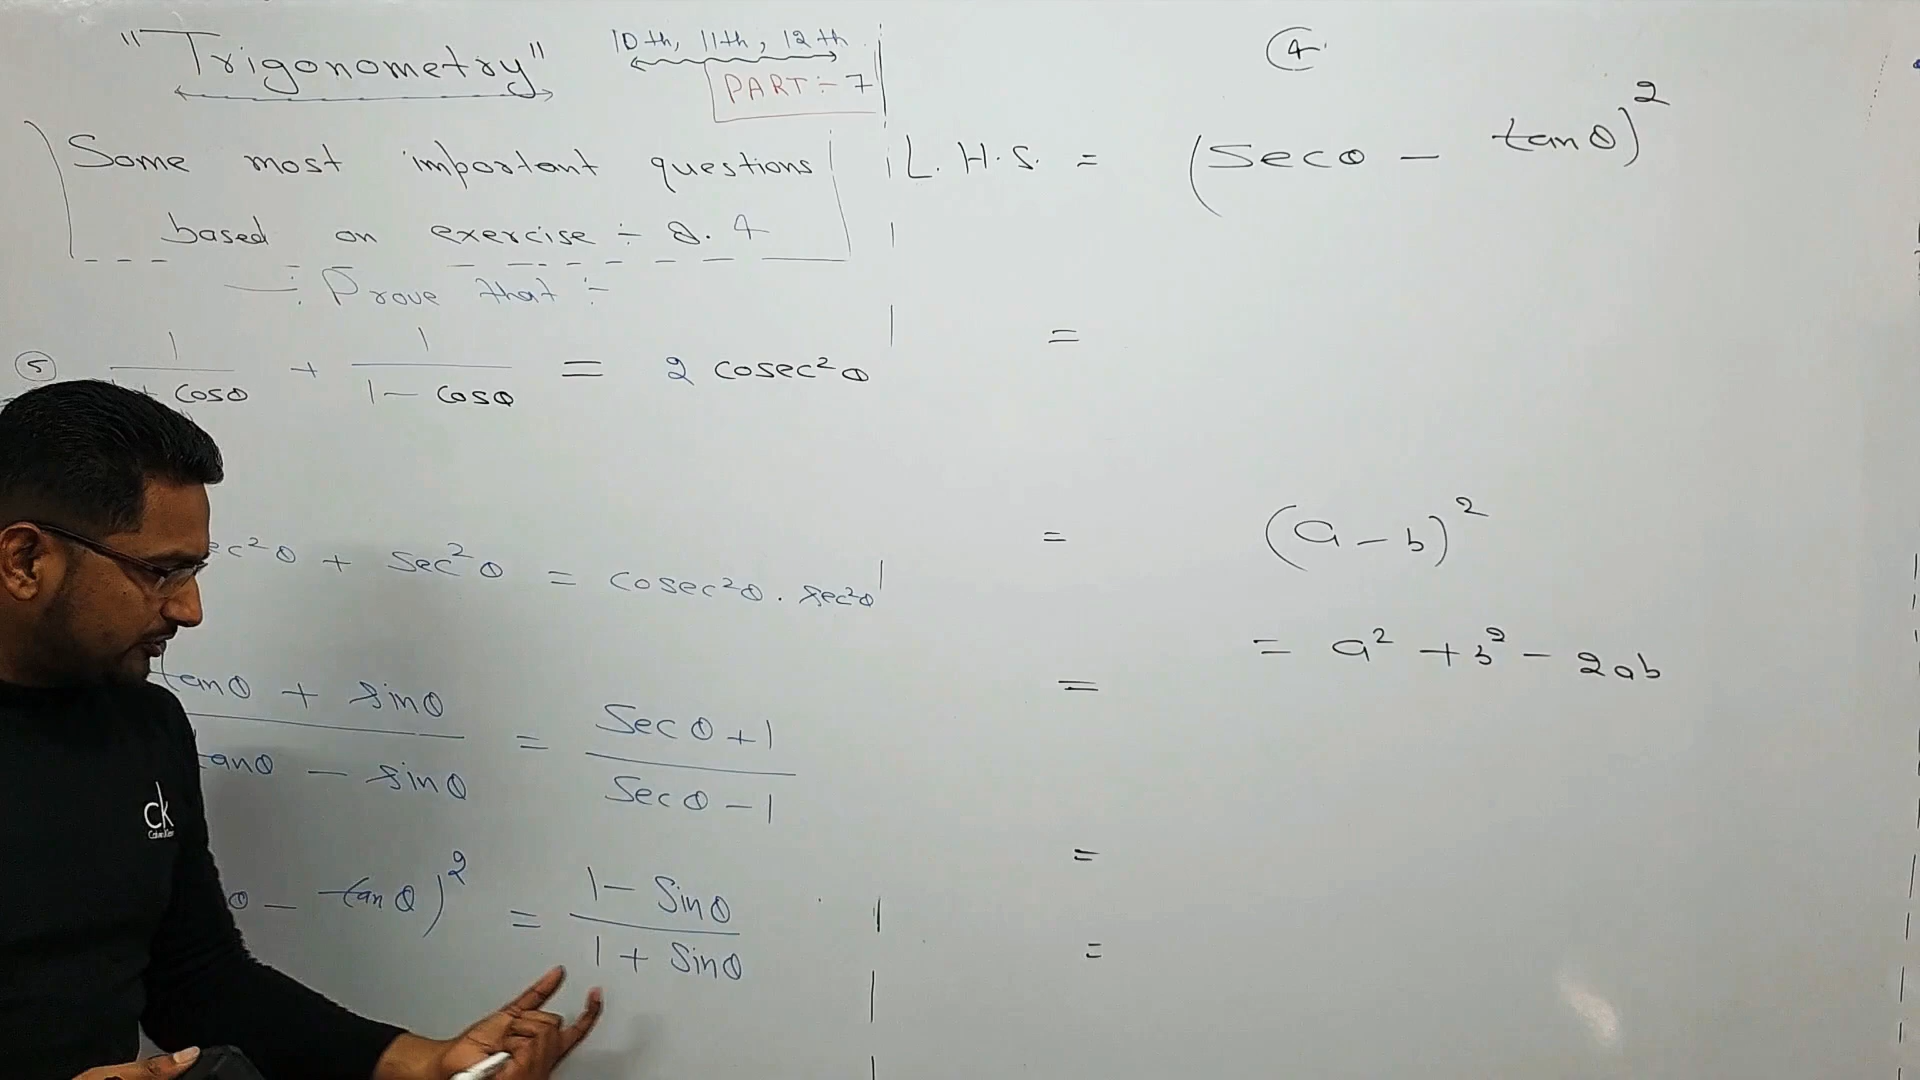 "Trigonometry"
10th, 11th, 12th
PART:- 7
Some most important questions
based on exercise :- 8.4
-: Prove that :-
⑤ 1/(1+ cosθ) + 1/(1- cosθ) = 2 cosec²θ
ec²θ + sec²θ = cosec²θ . sec²θ
(tanθ + sinθ)/(tanθ - sinθ) = (secθ+1)/(secθ-1)
θ - tanθ)² = (1- sinθ)/(1+ sinθ)
④
L.H.S. = (secθ - tanθ)²
=
= (a-b)²
= = a² + b² - 2ab
=
=
ck